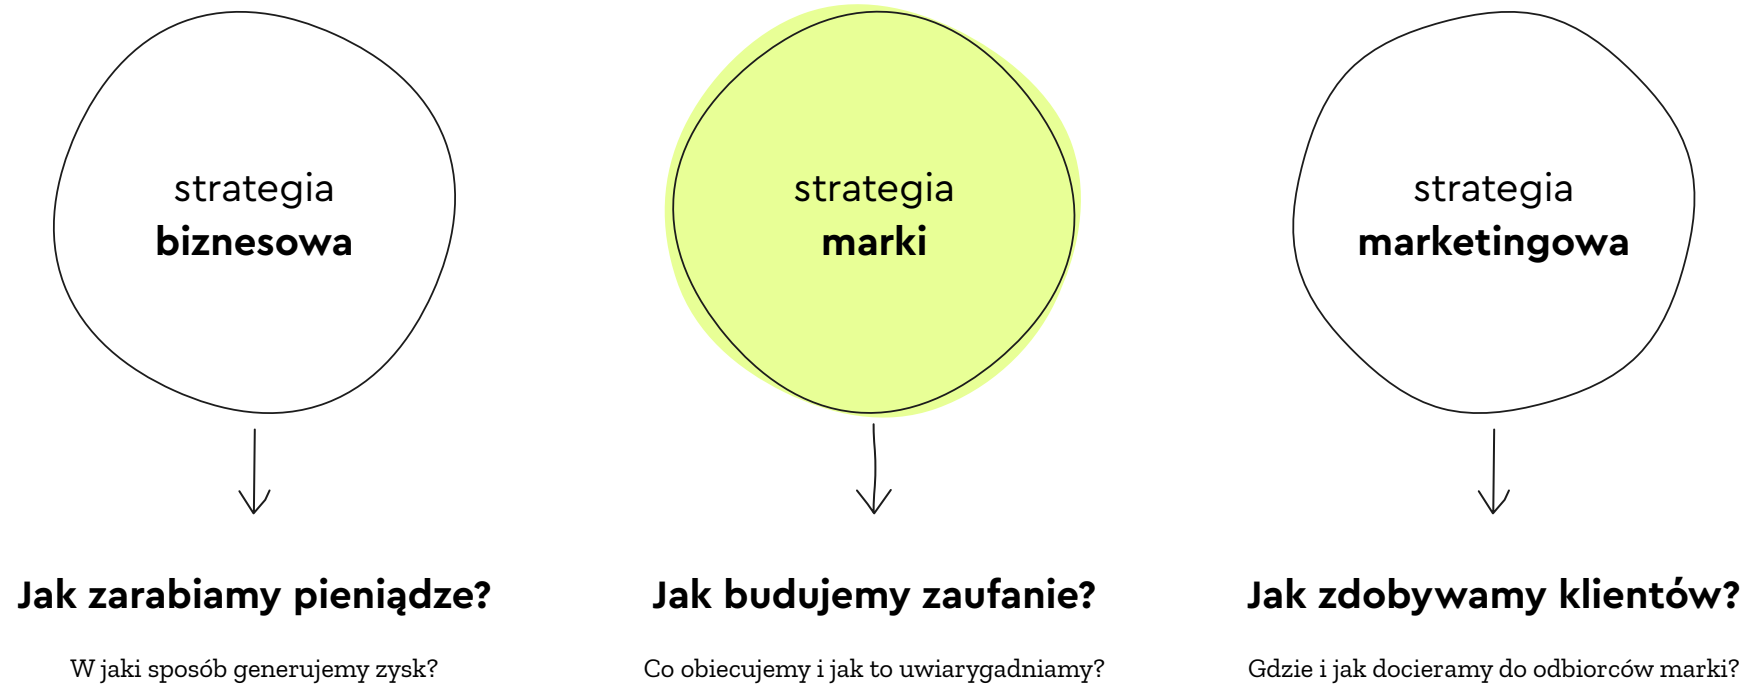 strategia
biznesowa
strategia
marki
strategia
marketingowa
Jak zarabiamy pieniądze?
Jak budujemy zaufanie?
Jak zdobywamy klientów?
W jaki sposób generujemy zysk?
Co obiecujemy i jak to uwiarygadniamy?
Gdzie i jak docieramy do odbiorców marki?